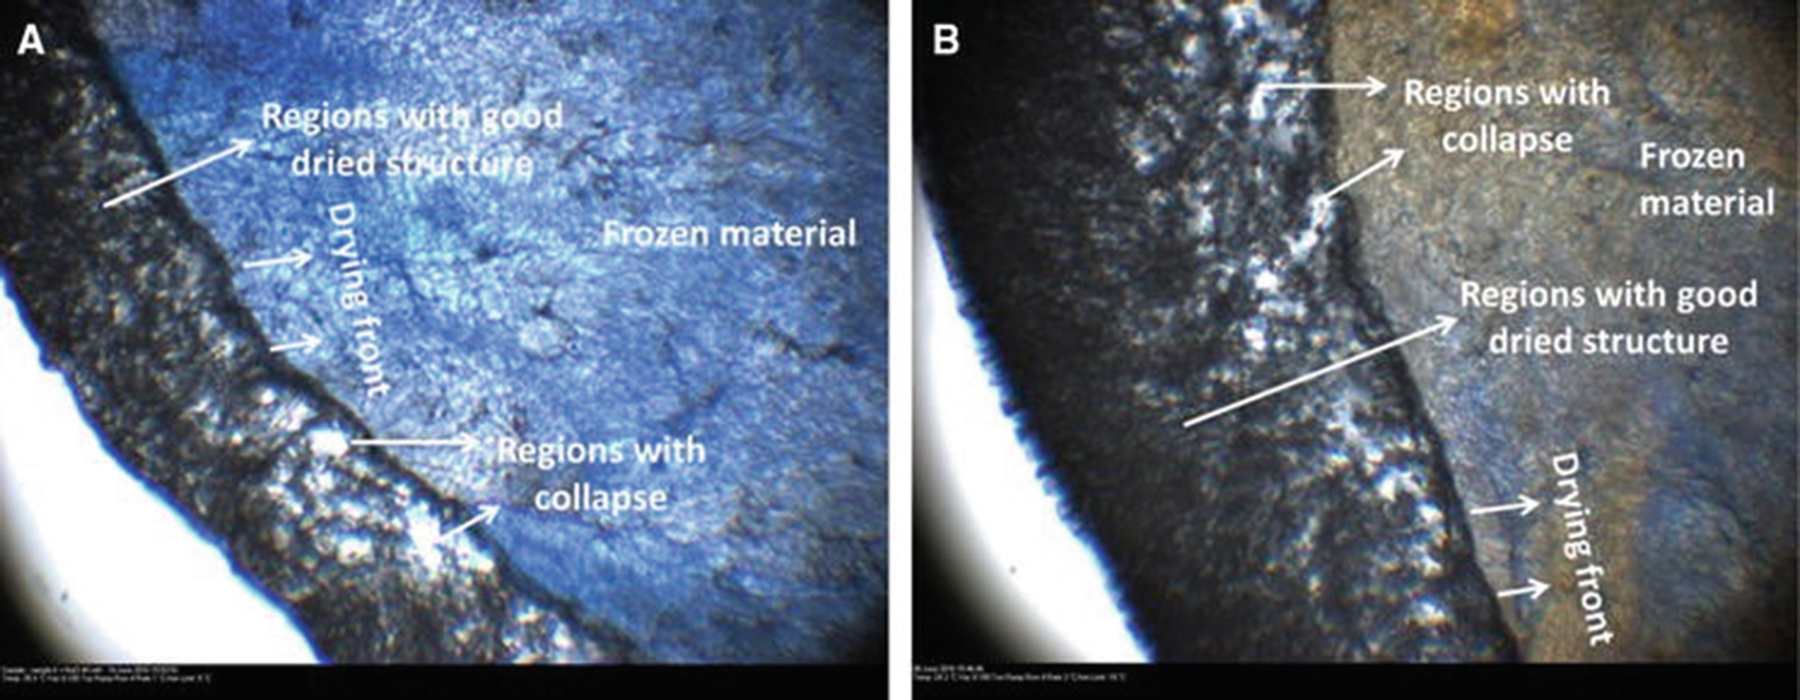 A
Regions with good
dried structure
Drying front
Frozen material
Regions with
collapse
B
Regions with
collapse
Frozen
material
Regions with good
dried structure
Drying front